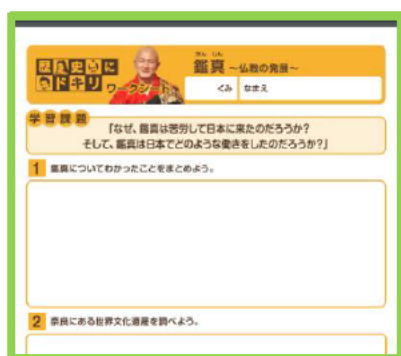 歴史に
ドキリ
ワークシート
がん じん
鑑真 ～仏教の発展～
くみ なまえ
学習課題
「なぜ、鑑真は苦労して日本に来たのだろうか?
そして、鑑真は日本でどのような働きをしたのだろうか?」
1 鑑真についてわかったことをまとめよう。
2 奈良にある世界文化遺産を調べよう。